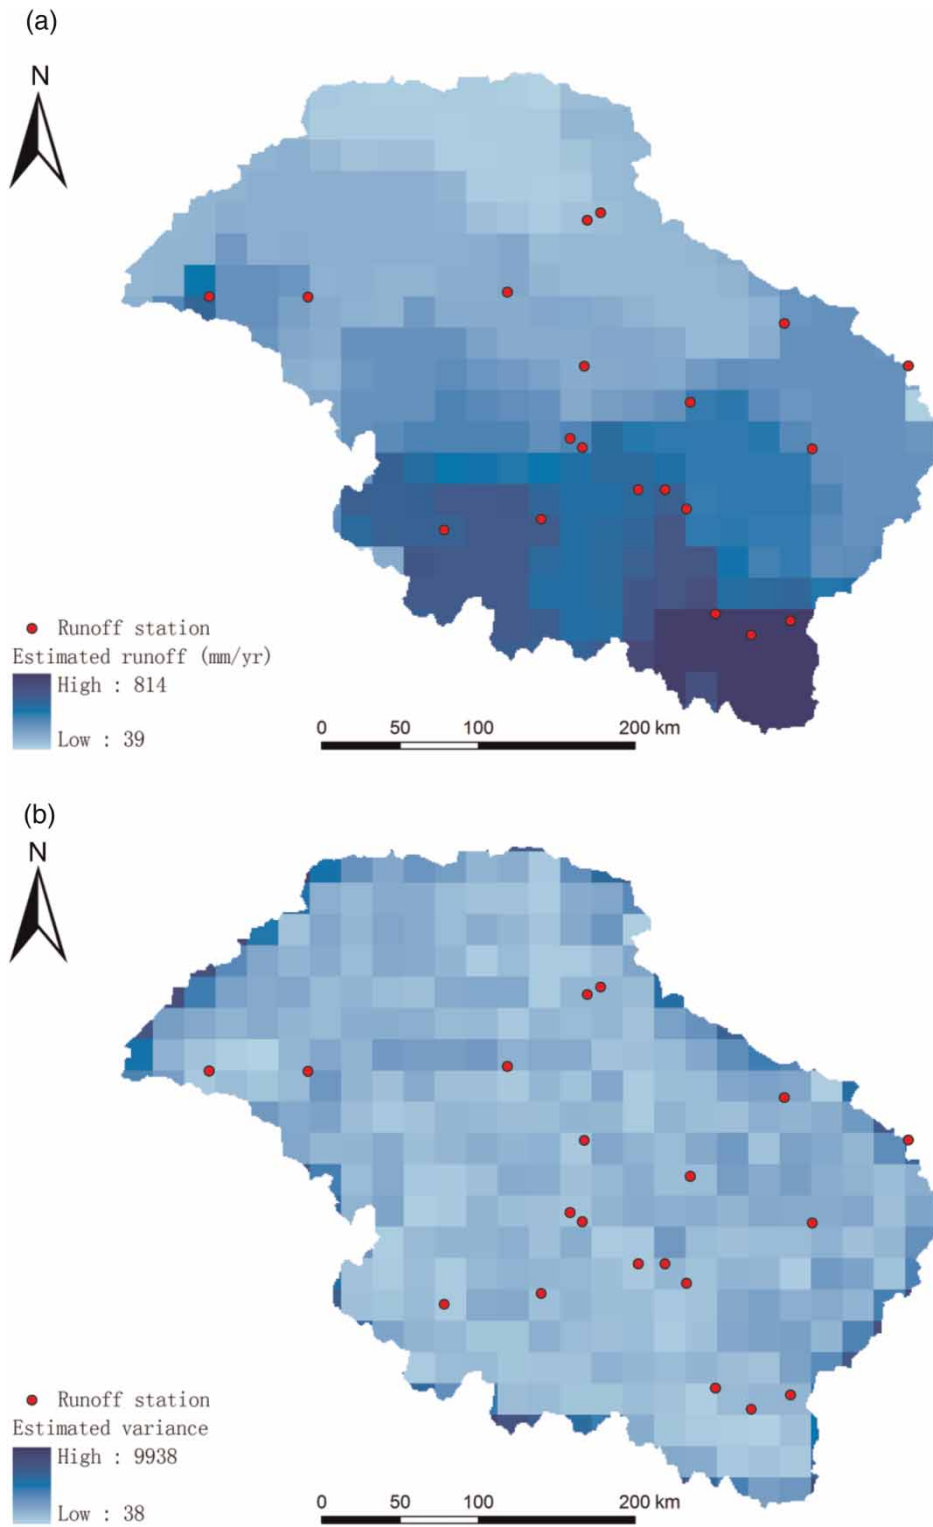 (a)
N
Runoff station
Estimated runoff (mm/yr)
High : 814
Low : 39
0 50 100 200 km
(b)
N
Runoff station
Estimated variance
High : 9938
Low : 38
0 50 100 200 km